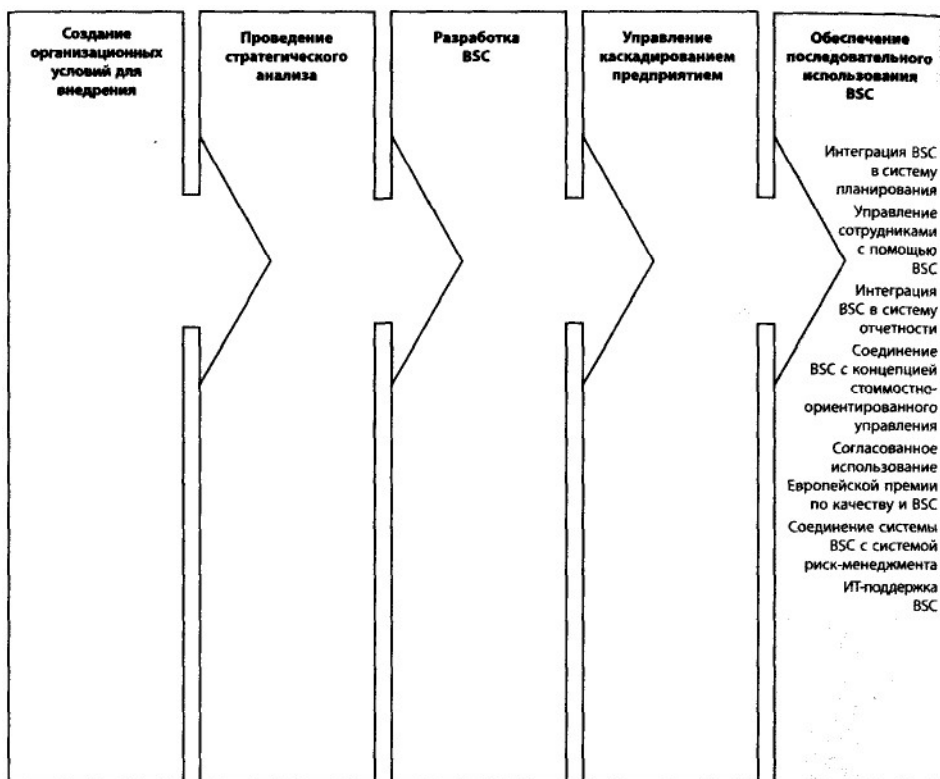 Создание
организационных
условий для
внедрения
Проведение
стратегического
анализа
Разработка
BSC
Управление
каскадированием
предприятием
Обеспечение
последовательного
использования
BSC
Интеграция BSC
в систему
планирования
Управление
сотрудниками
с помощью
BSC
Интеграция
BSC в систему
отчетности
Соединение
BSC с концепцией
стоимостно-
ориентированного
управления
Согласованное
использование
Европейской премии
по качеству и BSC
Соединение системы
BSC с системой
риск-менеджмента
ИТ-поддержка
BSC